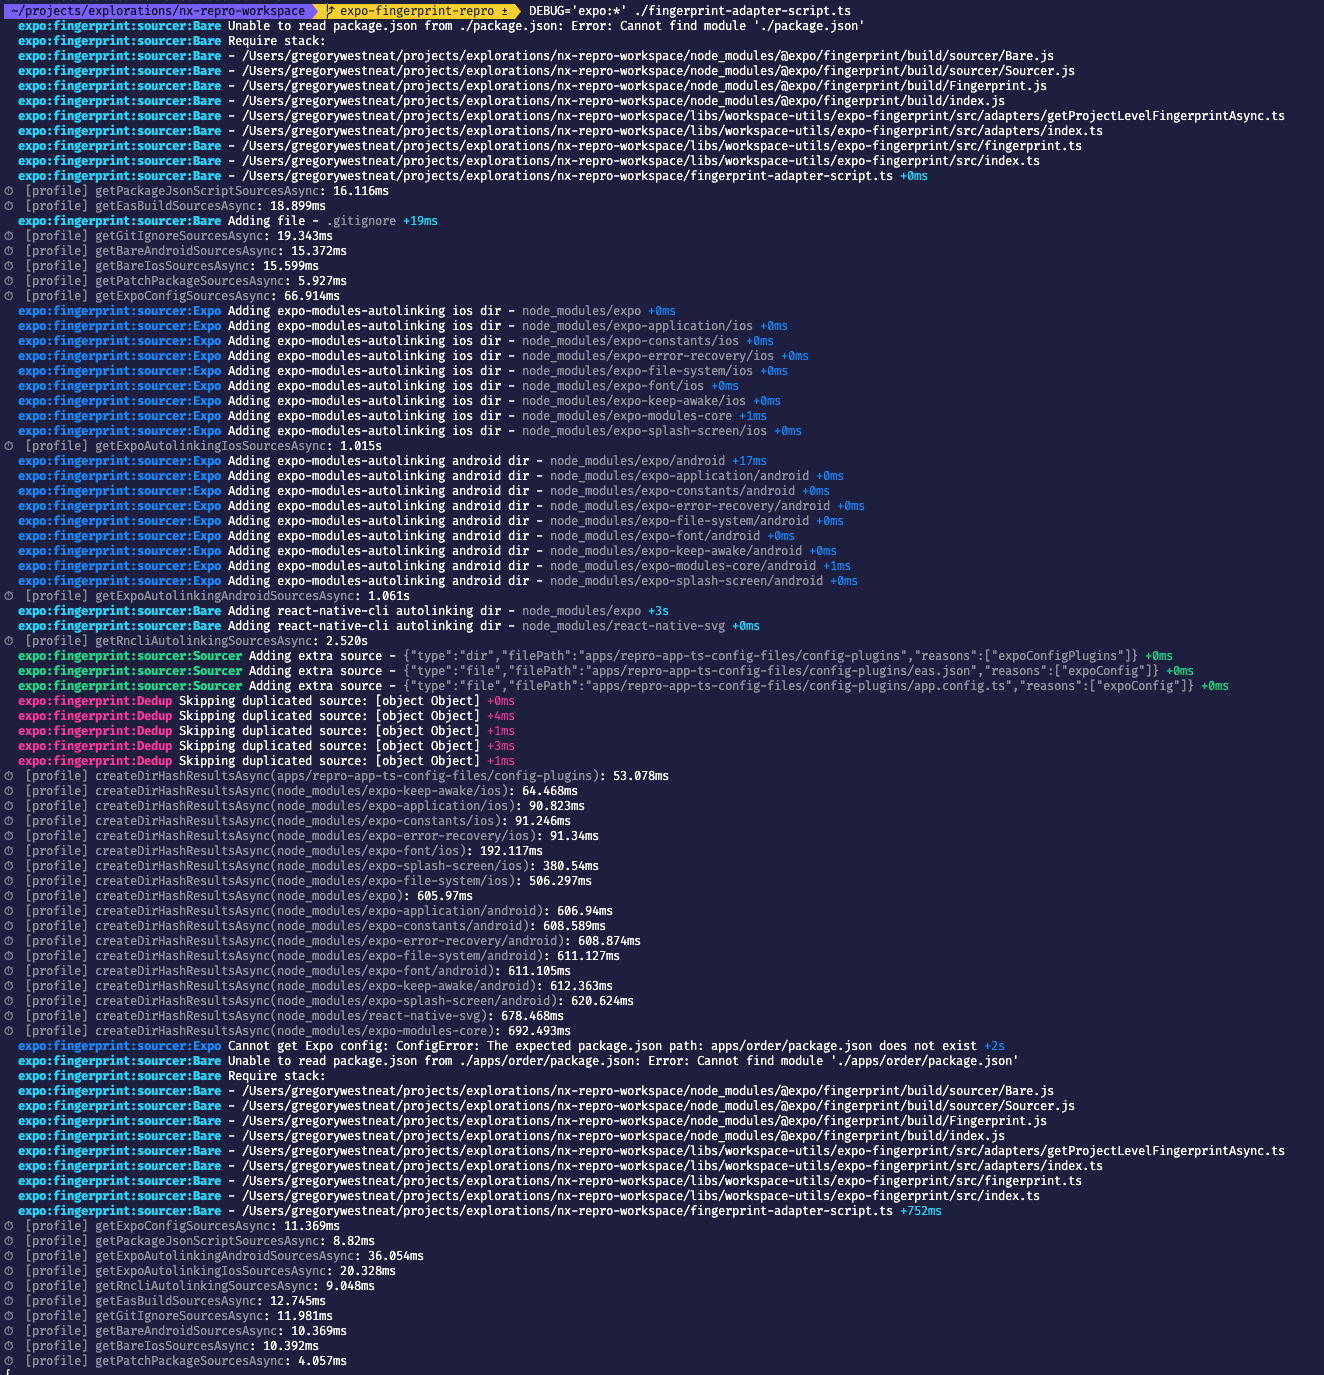 ~/projects/explorations/nx-repro-workspace expo-fingerprint-repro ± DEBUG='expo:*' ./fingerprint-adapter-script.ts
expo:fingerprint:sourcer:Bare Unable to read package.json from ./package.json: Error: Cannot find module './package.json'
expo:fingerprint:sourcer:Bare Require stack:
expo:fingerprint:sourcer:Bare - /Users/gregorywestneat/projects/explorations/nx-repro-workspace/node_modules/@expo/fingerprint/build/sourcer/Bare.js
expo:fingerprint:sourcer:Bare - /Users/gregorywestneat/projects/explorations/nx-repro-workspace/node_modules/@expo/fingerprint/build/sourcer/Sourcer.js
expo:fingerprint:sourcer:Bare - /Users/gregorywestneat/projects/explorations/nx-repro-workspace/node_modules/@expo/fingerprint/build/Fingerprint.js
expo:fingerprint:sourcer:Bare - /Users/gregorywestneat/projects/explorations/nx-repro-workspace/node_modules/@expo/fingerprint/build/index.js
expo:fingerprint:sourcer:Bare - /Users/gregorywestneat/projects/explorations/nx-repro-workspace/libs/workspace-utils/expo-fingerprint/src/adapters/getProjectLevelFingerprintAsync.ts
expo:fingerprint:sourcer:Bare - /Users/gregorywestneat/projects/explorations/nx-repro-workspace/libs/workspace-utils/expo-fingerprint/src/adapters/index.ts
expo:fingerprint:sourcer:Bare - /Users/gregorywestneat/projects/explorations/nx-repro-workspace/libs/workspace-utils/expo-fingerprint/src/fingerprint.ts
expo:fingerprint:sourcer:Bare - /Users/gregorywestneat/projects/explorations/nx-repro-workspace/libs/workspace-utils/expo-fingerprint/src/index.ts
expo:fingerprint:sourcer:Bare - /Users/gregorywestneat/projects/explorations/nx-repro-workspace/fingerprint-adapter-script.ts +0ms
⏱ [profile] getPackageJsonScriptSourcesAsync: 16.116ms
⏱ [profile] getEasBuildSourcesAsync: 18.899ms
expo:fingerprint:sourcer:Bare Adding file - .gitignore +19ms
⏱ [profile] getGitIgnoreSourcesAsync: 19.343ms
⏱ [profile] getBareAndroidSourcesAsync: 15.372ms
⏱ [profile] getBareIosSourcesAsync: 15.599ms
⏱ [profile] getPatchPackageSourcesAsync: 5.927ms
⏱ [profile] getExpoConfigSourcesAsync: 66.914ms
expo:fingerprint:sourcer:Expo Adding expo-modules-autolinking ios dir - node_modules/expo +0ms
expo:fingerprint:sourcer:Expo Adding expo-modules-autolinking ios dir - node_modules/expo-application/ios +0ms
expo:fingerprint:sourcer:Expo Adding expo-modules-autolinking ios dir - node_modules/expo-constants/ios +0ms
expo:fingerprint:sourcer:Expo Adding expo-modules-autolinking ios dir - node_modules/expo-error-recovery/ios +0ms
expo:fingerprint:sourcer:Expo Adding expo-modules-autolinking ios dir - node_modules/expo-file-system/ios +0ms
expo:fingerprint:sourcer:Expo Adding expo-modules-autolinking ios dir - node_modules/expo-font/ios +0ms
expo:fingerprint:sourcer:Expo Adding expo-modules-autolinking ios dir - node_modules/expo-keep-awake/ios +0ms
expo:fingerprint:sourcer:Expo Adding expo-modules-autolinking ios dir - node_modules/expo-modules-core +1ms
expo:fingerprint:sourcer:Expo Adding expo-modules-autolinking ios dir - node_modules/expo-splash-screen/ios +0ms
⏱ [profile] getExpoAutolinkingIosSourcesAsync: 1.015s
expo:fingerprint:sourcer:Expo Adding expo-modules-autolinking android dir - node_modules/expo/android +17ms
expo:fingerprint:sourcer:Expo Adding expo-modules-autolinking android dir - node_modules/expo-application/android +0ms
expo:fingerprint:sourcer:Expo Adding expo-modules-autolinking android dir - node_modules/expo-constants/android +0ms
expo:fingerprint:sourcer:Expo Adding expo-modules-autolinking android dir - node_modules/expo-error-recovery/android +0ms
expo:fingerprint:sourcer:Expo Adding expo-modules-autolinking android dir - node_modules/expo-file-system/android +0ms
expo:fingerprint:sourcer:Expo Adding expo-modules-autolinking android dir - node_modules/expo-font/android +0ms
expo:fingerprint:sourcer:Expo Adding expo-modules-autolinking android dir - node_modules/expo-keep-awake/android +0ms
expo:fingerprint:sourcer:Expo Adding expo-modules-autolinking android dir - node_modules/expo-modules-core/android +1ms
expo:fingerprint:sourcer:Expo Adding expo-modules-autolinking android dir - node_modules/expo-splash-screen/android +0ms
⏱ [profile] getExpoAutolinkingAndroidSourcesAsync: 1.061s
expo:fingerprint:sourcer:Bare Adding react-native-cli autolinking dir - node_modules/expo +3s
expo:fingerprint:sourcer:Bare Adding react-native-cli autolinking dir - node_modules/react-native-svg +0ms
⏱ [profile] getRncliAutolinkingSourcesAsync: 2.520s
expo:fingerprint:sourcer:Sourcer Adding extra source - {"type":"dir","filePath":"apps/repro-app-ts-config-files/config-plugins","reasons":["expoConfigPlugins"]} +0ms
expo:fingerprint:sourcer:Sourcer Adding extra source - {"type":"file","filePath":"apps/repro-app-ts-config-files/config-plugins/eas.json","reasons":["expoConfig"]} +0ms
expo:fingerprint:sourcer:Sourcer Adding extra source - {"type":"file","filePath":"apps/repro-app-ts-config-files/config-plugins/app.config.ts","reasons":["expoConfig"]} +0ms
expo:fingerprint:Dedup Skipping duplicated source: [object Object] +0ms
expo:fingerprint:Dedup Skipping duplicated source: [object Object] +4ms
expo:fingerprint:Dedup Skipping duplicated source: [object Object] +1ms
expo:fingerprint:Dedup Skipping duplicated source: [object Object] +3ms
expo:fingerprint:Dedup Skipping duplicated source: [object Object] +1ms
⏱ [profile] createDirHashResultsAsync(apps/repro-app-ts-config-files/config-plugins): 53.078ms
⏱ [profile] createDirHashResultsAsync(node_modules/expo-keep-awake/ios): 64.468ms
⏱ [profile] createDirHashResultsAsync(node_modules/expo-application/ios): 90.823ms
⏱ [profile] createDirHashResultsAsync(node_modules/expo-constants/ios): 91.246ms
⏱ [profile] createDirHashResultsAsync(node_modules/expo-error-recovery/ios): 91.34ms
⏱ [profile] createDirHashResultsAsync(node_modules/expo-font/ios): 192.117ms
⏱ [profile] createDirHashResultsAsync(node_modules/expo-splash-screen/ios): 380.54ms
⏱ [profile] createDirHashResultsAsync(node_modules/expo-file-system/ios): 506.297ms
⏱ [profile] createDirHashResultsAsync(node_modules/expo): 605.97ms
⏱ [profile] createDirHashResultsAsync(node_modules/expo-application/android): 606.94ms
⏱ [profile] createDirHashResultsAsync(node_modules/expo-constants/android): 608.589ms
⏱ [profile] createDirHashResultsAsync(node_modules/expo-error-recovery/android): 608.874ms
⏱ [profile] createDirHashResultsAsync(node_modules/expo-file-system/android): 611.127ms
⏱ [profile] createDirHashResultsAsync(node_modules/expo-font/android): 611.105ms
⏱ [profile] createDirHashResultsAsync(node_modules/expo-keep-awake/android): 612.363ms
⏱ [profile] createDirHashResultsAsync(node_modules/expo-splash-screen/android): 620.624ms
⏱ [profile] createDirHashResultsAsync(node_modules/react-native-svg): 678.468ms
⏱ [profile] createDirHashResultsAsync(node_modules/expo-modules-core): 692.493ms
expo:fingerprint:sourcer:Expo Cannot get Expo config: ConfigError: The expected package.json path: apps/order/package.json does not exist +2s
expo:fingerprint:sourcer:Bare Unable to read package.json from ./apps/order/package.json: Error: Cannot find module './apps/order/package.json'
expo:fingerprint:sourcer:Bare Require stack:
expo:fingerprint:sourcer:Bare - /Users/gregorywestneat/projects/explorations/nx-repro-workspace/node_modules/@expo/fingerprint/build/sourcer/Bare.js
expo:fingerprint:sourcer:Bare - /Users/gregorywestneat/projects/explorations/nx-repro-workspace/node_modules/@expo/fingerprint/build/sourcer/Sourcer.js
expo:fingerprint:sourcer:Bare - /Users/gregorywestneat/projects/explorations/nx-repro-workspace/node_modules/@expo/fingerprint/build/Fingerprint.js
expo:fingerprint:sourcer:Bare - /Users/gregorywestneat/projects/explorations/nx-repro-workspace/node_modules/@expo/fingerprint/build/index.js
expo:fingerprint:sourcer:Bare - /Users/gregorywestneat/projects/explorations/nx-repro-workspace/libs/workspace-utils/expo-fingerprint/src/adapters/getProjectLevelFingerprintAsync.ts
expo:fingerprint:sourcer:Bare - /Users/gregorywestneat/projects/explorations/nx-repro-workspace/libs/workspace-utils/expo-fingerprint/src/adapters/index.ts
expo:fingerprint:sourcer:Bare - /Users/gregorywestneat/projects/explorations/nx-repro-workspace/libs/workspace-utils/expo-fingerprint/src/fingerprint.ts
expo:fingerprint:sourcer:Bare - /Users/gregorywestneat/projects/explorations/nx-repro-workspace/libs/workspace-utils/expo-fingerprint/src/index.ts
expo:fingerprint:sourcer:Bare - /Users/gregorywestneat/projects/explorations/nx-repro-workspace/fingerprint-adapter-script.ts +752ms
⏱ [profile] getExpoConfigSourcesAsync: 11.369ms
⏱ [profile] getPackageJsonScriptSourcesAsync: 8.82ms
⏱ [profile] getExpoAutolinkingAndroidSourcesAsync: 36.054ms
⏱ [profile] getExpoAutolinkingIosSourcesAsync: 20.328ms
⏱ [profile] getRncliAutolinkingSourcesAsync: 9.048ms
⏱ [profile] getEasBuildSourcesAsync: 12.745ms
⏱ [profile] getGitIgnoreSourcesAsync: 11.981ms
⏱ [profile] getBareAndroidSourcesAsync: 10.369ms
⏱ [profile] getBareIosSourcesAsync: 10.392ms
⏱ [profile] getPatchPackageSourcesAsync: 4.057ms